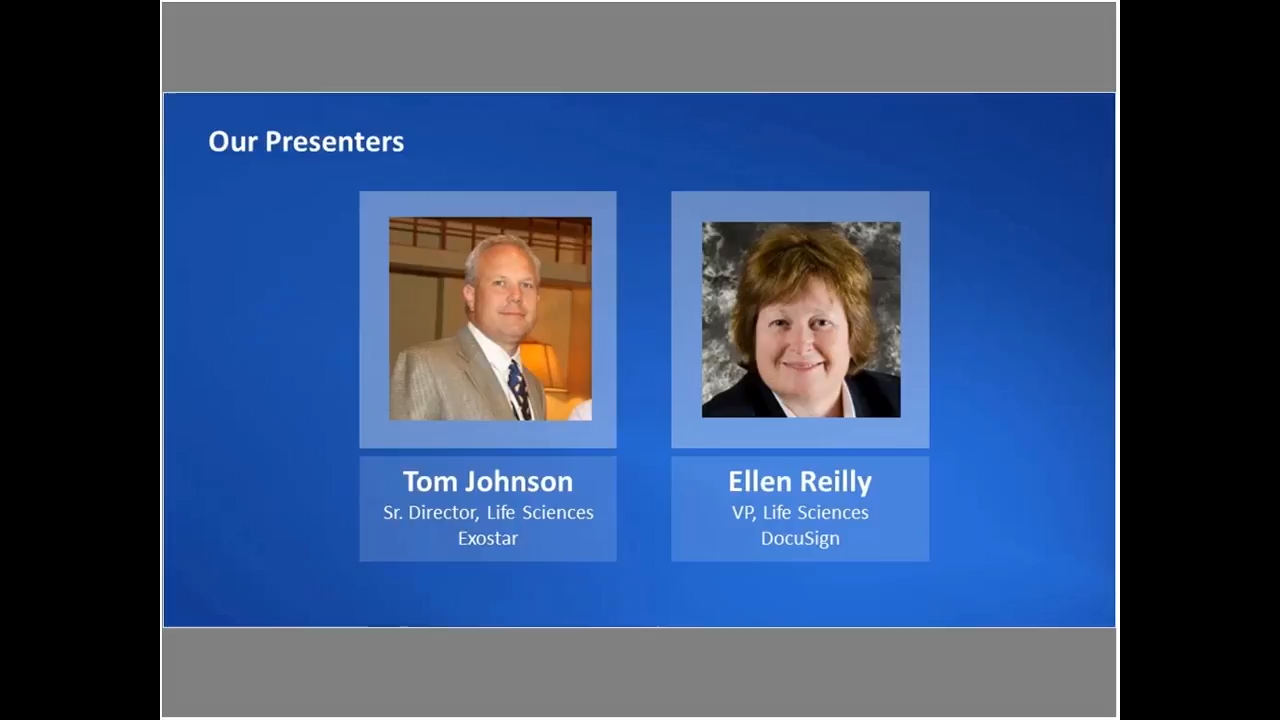 Our Presenters
Tom Johnson
Sr. Director, Life Sciences
Exostar
Ellen Reilly
VP, Life Sciences
DocuSign